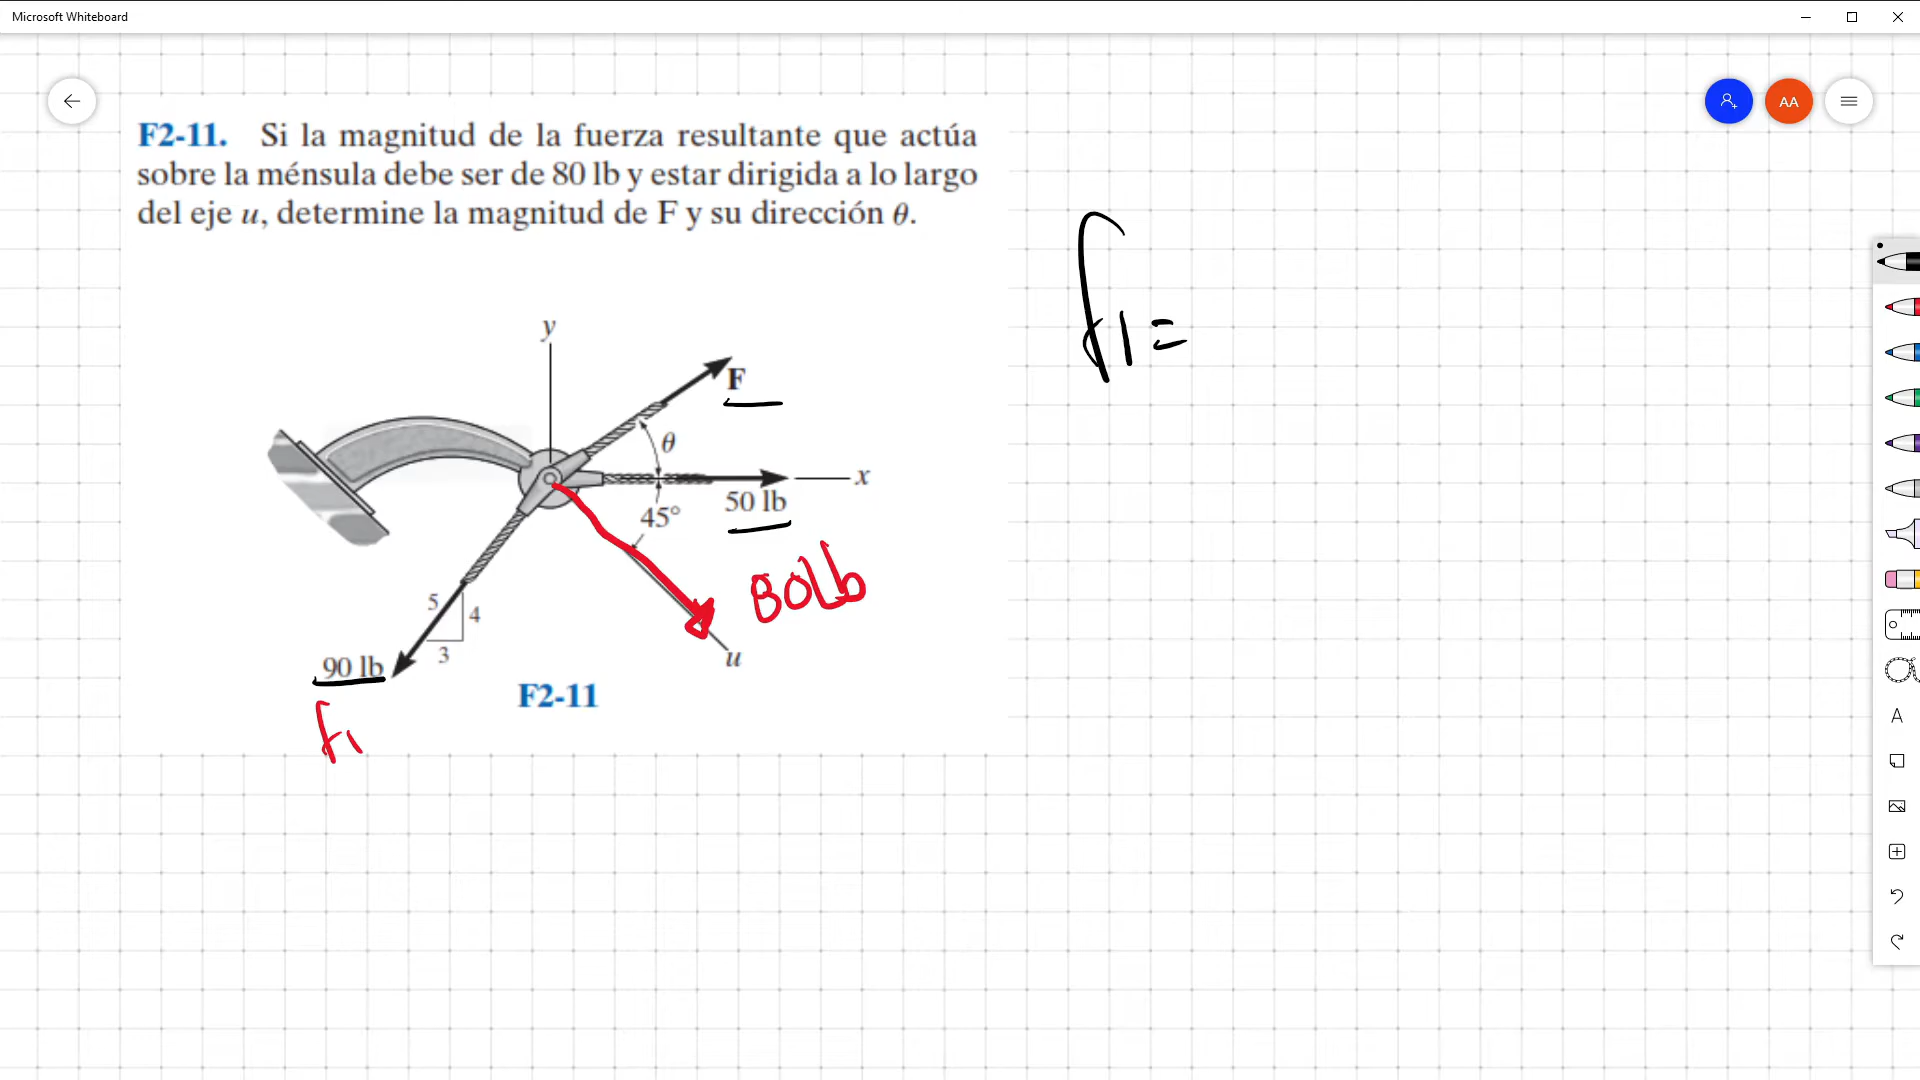 Microsoft Whiteboard
F2-11. Si la magnitud de la fuerza resultante que actúa
sobre la ménsula debe ser de 80 lb y estar dirigida a lo largo
del eje u, determine la magnitud de F y su dirección θ.
AA
f1=
y
F
θ
x
50 lb
45°
80lb
5
4
3
u
90 lb
F2-11
f1
A